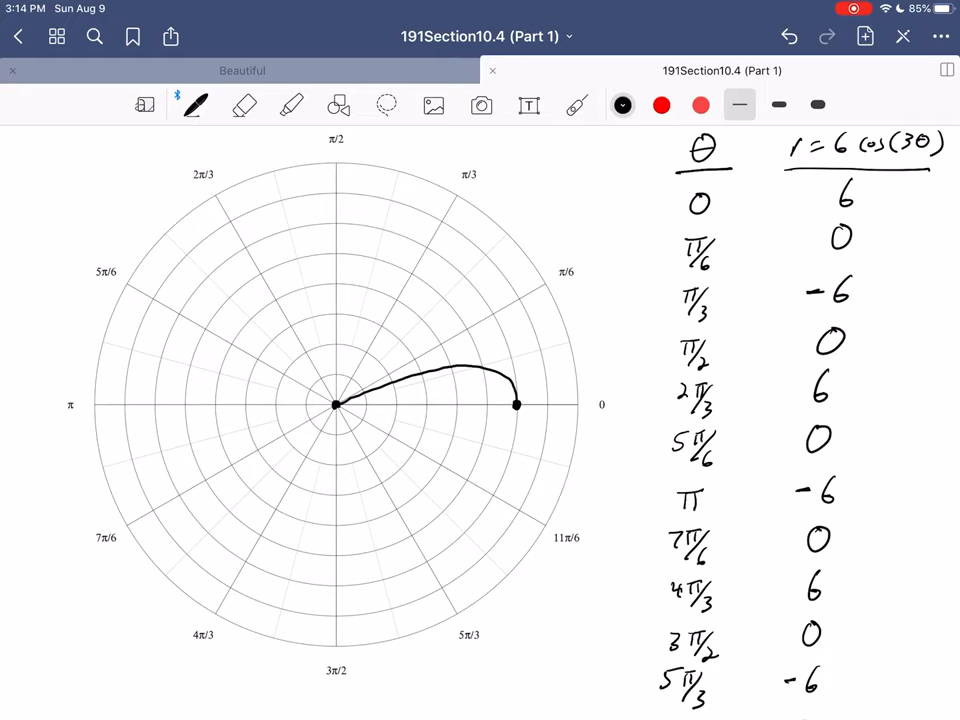 3:14 PM Sun Aug 9 85%
191Section10.4 (Part 1)
Beautiful 191Section10.4 (Part 1)
T
π/2
2π/3 π/3
5π/6 π/6
π 0
7π/6 11π/6
4π/3 5π/3
3π/2
θ r = 6 cos(3θ)
0 6
π/6 0
π/3 -6
π/2 0
2π/3 6
5π/6 0
π -6
7π/6 0
4π/3 6
3π/2 0
5π/3 -6